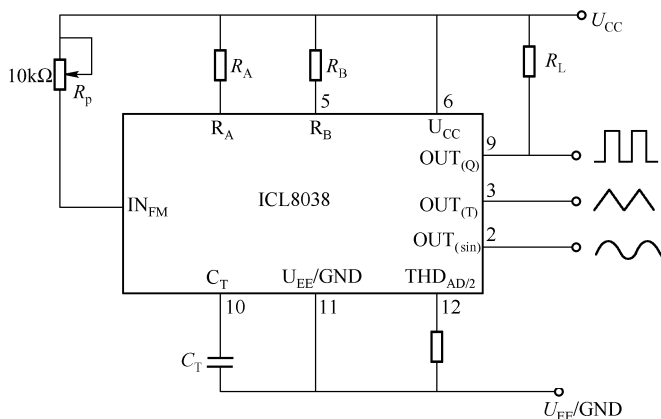 U_CC
10kΩ
R_p
R_A
R_B
R_L
5
6
R_A
R_B
U_CC
9
OUT_(Q)
3
IN_FM
ICL8038
OUT_(T)
2
OUT_(sin)
C_T
U_EE/GND
THD_AD/2
10
11
12
C_T
U_EE/GND